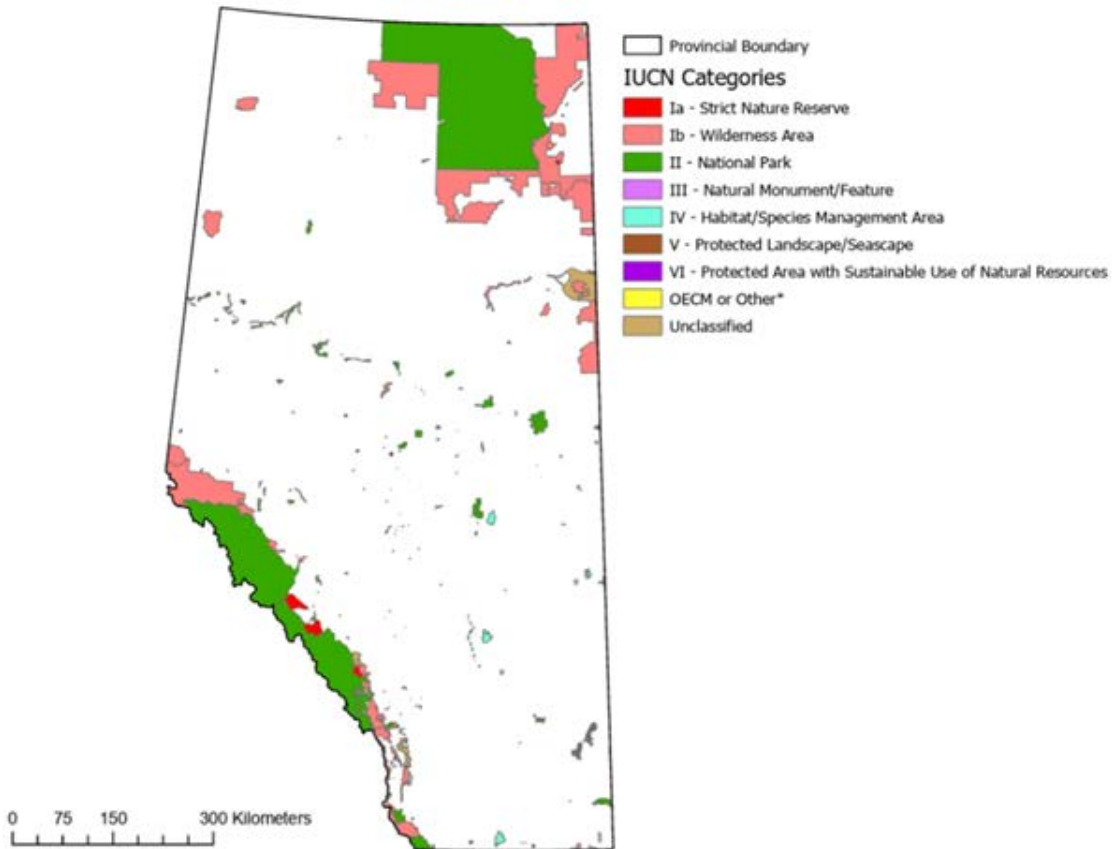 Provincial Boundary
IUCN Categories
Ia - Strict Nature Reserve
Ib - Wilderness Area
II - National Park
III - Natural Monument/Feature
IV - Habitat/Species Management Area
V - Protected Landscape/Seascape
VI - Protected Area with Sustainable Use of Natural Resources
OECM or Other*
Unclassified
0 75 150 300 Kilometers